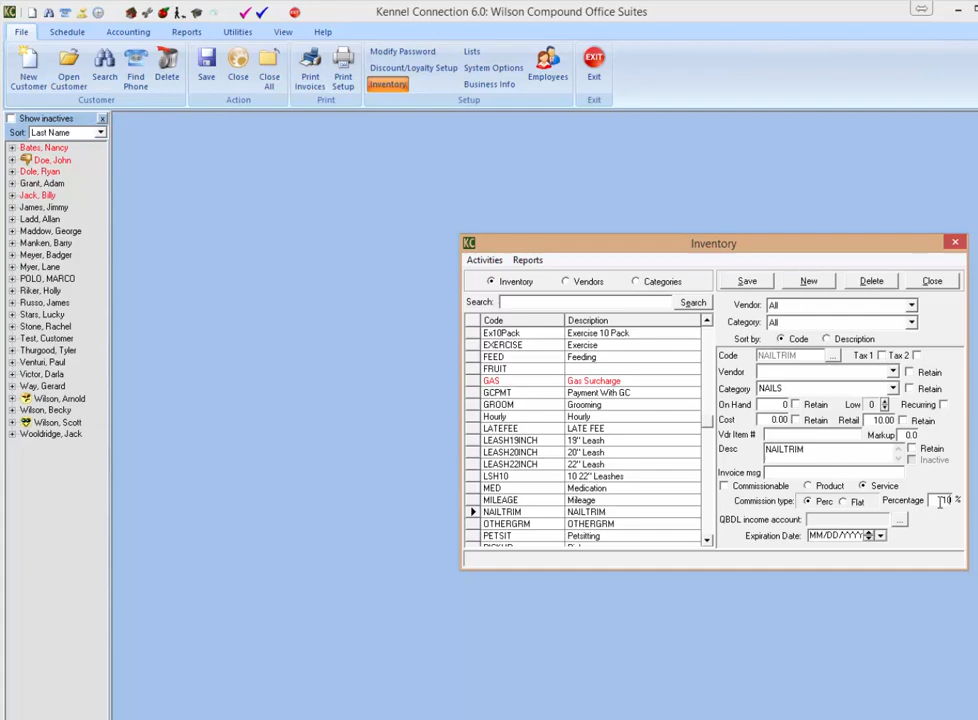 Kennel Connection 6.0: Wilson Compound Office Suites
File Schedule Accounting Reports Utilities View Help
New Customer
Open Customer
Search
Find Phone
Delete
Customer
Save
Close
Close All
Action
Print Invoices
Print Setup
Print
Modify Password Lists
Discount/Loyalty Setup System Options
Inventory Business Info
Employees
Setup
EXIT
Exit
Exit
Show inactives x
Sort: Last Name
Bates, Nancy
Doe, John
Dole, Ryan
Grant, Adam
Jack, Billy
James, Jimmy
Ladd, Allan
Maddow, George
Manken, Barry
Meyer, Badger
Myer, Lane
POLO, MARCO
Riker, Holly
Russo, James
Stars, Lucky
Stone, Rachel
Test, Customer
Thurgood, Tyler
Venturi, Paul
Victor, Darla
Way, Gerard
Wilson, Arnold
Wilson, Becky
Wilson, Scott
Wooldridge, Jack
KC Inventory
Activities Reports
Inventory Vendors Categories
Search: Search
Code Description
Ex10Pack Exercise 10 Pack
EXERCISE Exercise
FEED Feeding
FRUIT
GAS Gas Surcharge
GCPMT Payment With GC
GROOM Grooming
Hourly Hourly
LATEFEE LATE FEE
LEASH19INCH 19" Leash
LEASH20INCH 20" Leash
LEASH22INCH 22" Leash
LSH10 10 22" Leashes
MED Medication
MILEAGE Mileage
NAILTRIM NAILTRIM
OTHERGRM OTHERGRM
PETSIT Petsitting
Save New Delete Close
Vendor: All
Category: All
Sort by: Code Description
Code NAILTRIM ... Tax 1 Tax 2
Vendor Retain
Category NAILS Retain
On Hand 0 Retain Low 0 Recurring
Cost 0.00 Retain Retail 10.00 Retain
Vdr Item # Markup 0.0
Desc NAILTRIM Retain
Inactive
Invoice msg
Commissionable Product Service
Commission type: Perc Flat Percentage 10 %
QBDL income account: ...
Expiration Date: MM/DD/YYYY